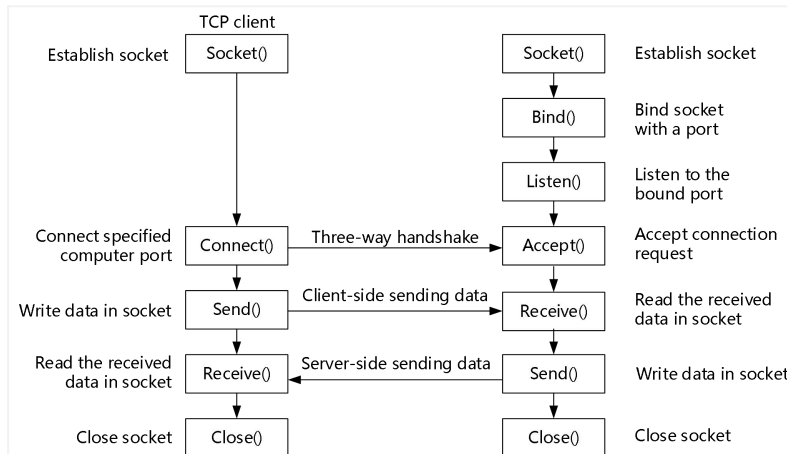 TCP client
Establish socket
Socket()
Socket()
Establish socket
Bind()
Bind socket
with a port
Listen()
Listen to the
bound port
Connect specified
computer port
Connect()
Three-way handshake
Accept()
Accept connection
request
Write data in socket
Send()
Client-side sending data
Receive()
Read the received
data in socket
Read the received
data in socket
Receive()
Server-side sending data
Send()
Write data in socket
Close socket
Close()
Close()
Close socket